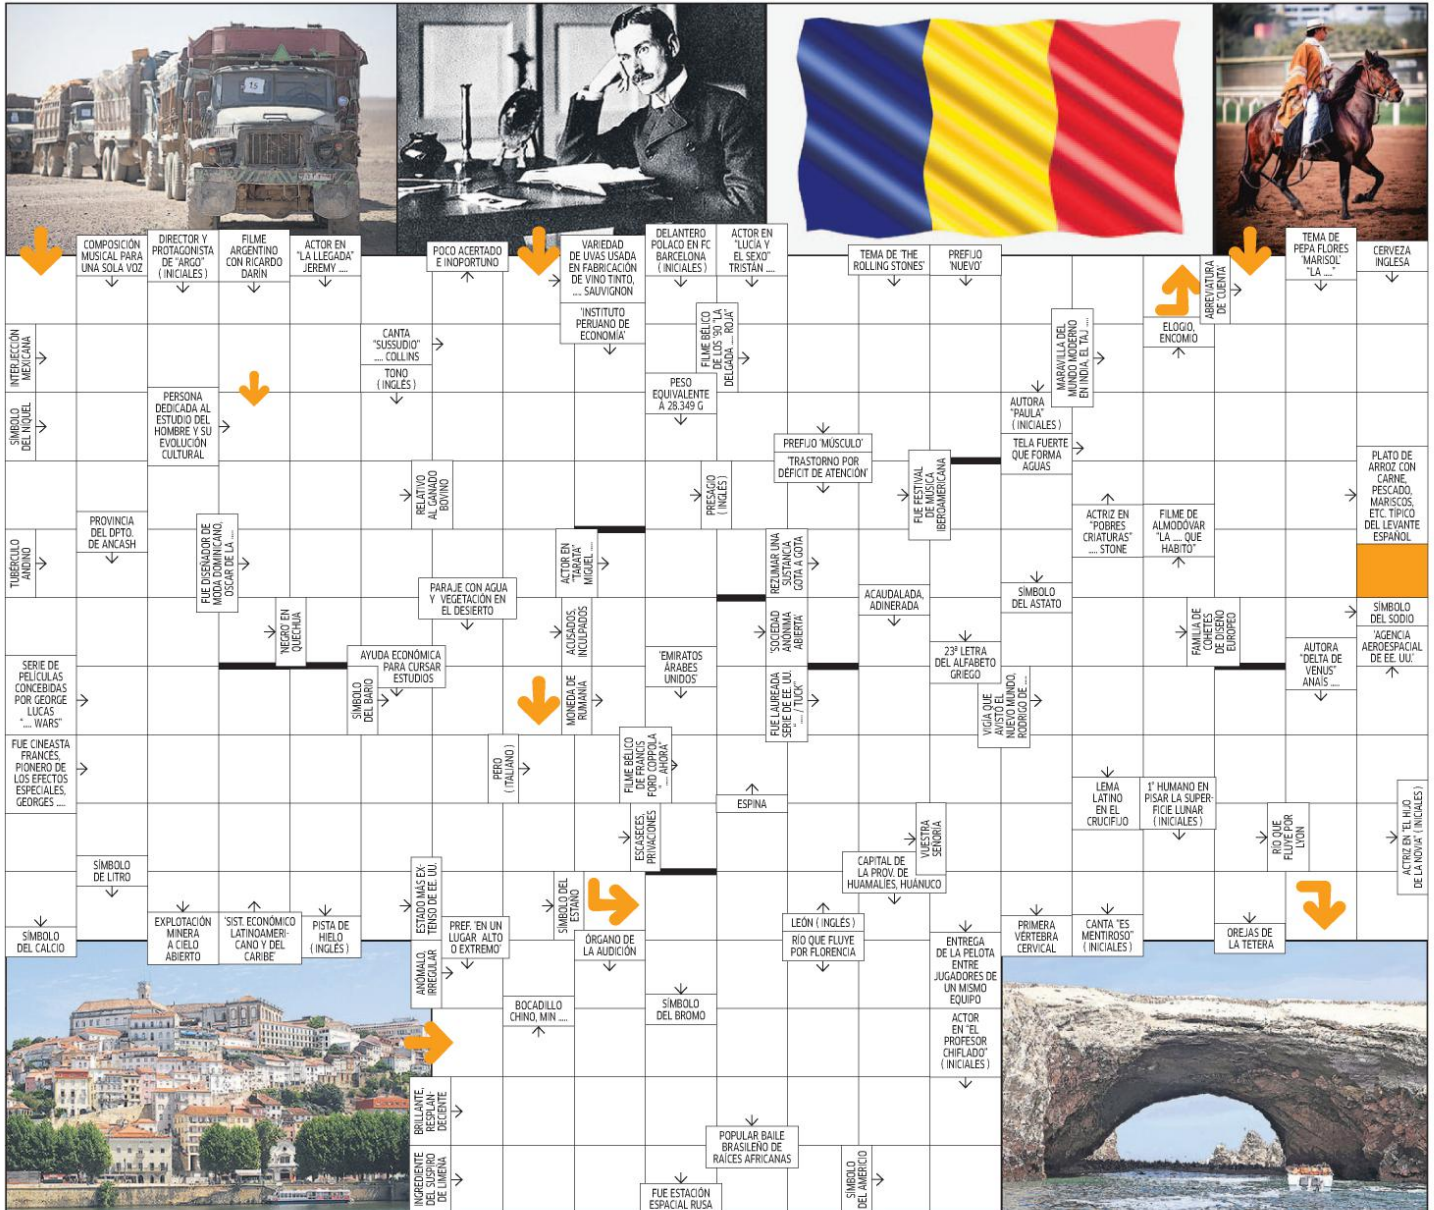 15
COMPOSICIÓN
MUSICAL PARA
UNA SOLA VOZ
DIRECTOR Y
PROTAGONISTA
DE "ARGO"
(INICIALES)
FILME
ARGENTINO
CON RICARDO
DARÍN
ACTOR EN
"LA LLEGADA"
JEREMY ....
POCO ACERTADO
E INOPORTUNO
VARIEDAD
DE UVAS USADA
EN FABRICACIÓN
DE VINO TINTO,
.... SAUVIGNON
DELANTERO
POLACO EN FC
BARCELONA
(INICIALES)
ACTOR EN
"LUCÍA Y
EL SEXO"
TRISTÁN ....
TEMA DE 'THE
ROLLING STONES'
PREFIJO
'NUEVO'
ABREVIATURA
DE 'CUENTA'
TEMA DE
PEPA FLORES
'MARISOL'
"LA ...."
CERVEZA
INGLESA
INTERJECCIÓN
MEXICANA
CANTA
"SUSSUDIO"
.... COLLINS
TONO
(INGLÉS)
'INSTITUTO
PERUANO DE
ECONOMÍA'
FILME BÉLICO
DE LOS '90 "LA
DELGADA .... ROJA"
MARAVILLA DEL
MUNDO MODERNO
EN INDIA, EL TAJ ....
ELOGIO,
ENCOMIO
SÍMBOLO
DEL NÍQUEL
PERSONA
DEDICADA AL
ESTUDIO DEL
HOMBRE Y SU
EVOLUCIÓN
CULTURAL
PESO
EQUIVALENTE
A 28.349 G
PREFIJO 'MÚSCULO'
'TRASTORNO POR
DÉFICIT DE ATENCIÓN'
AUTORA
"PAULA"
(INICIALES)
TELA FUERTE
QUE FORMA
AGUAS
RELATIVO
AL GANADO
BOVINO
PRESAGIO
(INGLÉS)
FUE FESTIVAL
DE MÚSICA
IBEROAMERICANA
PLATO DE
ARROZ CON
CARNE,
PESCADO,
MARISCOS,
ETC. TÍPICO
DEL LEVANTE
ESPAÑOL
TUBÉRCULO
ANDINO
PROVINCIA
DEL DPTO.
DE ANCASH
FUE DISEÑADOR DE
MODA DOMINICANO,
OSCAR DE LA ....
ACTOR EN
"TARATA"
MIGUEL ....
REZUMAR UNA
SUSTANCIA
GOTA A GOTA
ACTRIZ EN
"POBRES
CRIATURAS"
.... STONE
FILME DE
ALMODÓVAR
"LA .... QUE
HABITO"
'NEGRO' EN
QUECHUA
PARAJE CON AGUA
Y VEGETACIÓN EN
EL DESIERTO
ACUSADOS,
INCULPADOS
'SOCIEDAD
ANÓNIMA
ABIERTA'
ACAUDALADA,
ADINERADA
SÍMBOLO
DEL ASTATO
FAMILIA DE
COHETES
DE DISEÑO
EUROPEO
SÍMBOLO
DEL SODIO
'AGENCIA
AEROESPACIAL
DE EE. UU.'
SERIE DE
PELÍCULAS
CONCEBIDAS
POR GEORGE
LUCAS
".... WARS"
AYUDA ECONÓMICA
PARA CURSAR
ESTUDIOS
SÍMBOLO
DEL BARIO
MONEDA DE
RUMANIA
'EMIRATOS
ÁRABES
UNIDOS'
FUE LAUREADA
SERIE DE EE. UU.
".... / TUCK"
23ª LETRA
DEL ALFABETO
GRIEGO
VIGÍA QUE
AVISTÓ EL
NUEVO MUNDO,
RODRIGO DE ....
AUTORA
"DELTA DE
VENUS"
ANAÏS ....
FUE CINEASTA
FRANCÉS,
PIONERO DE
LOS EFECTOS
ESPECIALES,
GEORGES ....
PERO
(ITALIANO)
FILME BÉLICO
DE FRANCIS
FORD COPPOLA
".... AHORA"
ESPINA
LEMA
LATINO
EN EL
CRUCIFIJO
1º HUMANO EN
PISAR LA SUPER-
FICIE LUNAR
(INICIALES)
ACTRIZ EN "EL HIJO
DE LA NOVIA" (INICIALES)
ESCASECES,
PRIVACIONES
VUESTRA
SEÑORÍA
RÍO QUE
FLUYE POR
LYON
SÍMBOLO
DE LITRO
ESTADO MÁS EX-
TENSO DE EE. UU.
SÍMBOLO DEL
ESTAÑO
CAPITAL DE
LA PROV. DE
HUAMALÍES, HUÁNUCO
SÍMBOLO
DEL CALCIO
EXPLOTACIÓN
MINERA
A CIELO
ABIERTO
'SIST. ECONÓMICO
LATINOAMERI-
CANO Y DEL
CARIBE'
PISTA DE
HIELO
(INGLÉS)
PREF. 'EN UN
LUGAR ALTO
O EXTREMO'
ÓRGANO DE
LA AUDICIÓN
LEÓN (INGLÉS)
RÍO QUE FLUYE
POR FLORENCIA
ENTREGA
DE LA PELOTA
ENTRE
JUGADORES DE
UN MISMO
EQUIPO
PRIMERA
VÉRTEBRA
CERVICAL
CANTA "ES
MENTIROSO"
(INICIALES)
OREJAS DE
LA TETERA
ANÓMALO,
IRREGULAR
BOCADILLO
CHINO, MIN ....
SÍMBOLO
DEL BROMO
ACTOR
EN "EL
PROFESOR
CHIFLADO"
(INICIALES)
BRILLANTE,
RESPLAN-
DECIENTE
POPULAR BAILE
BRASILEÑO DE
RAÍCES AFRICANAS
INGREDIENTE
DEL SUSPIRO
DE LIMEÑA
FUE ESTACIÓN
ESPACIAL RUSA
SÍMBOLO
DEL AMERICIO